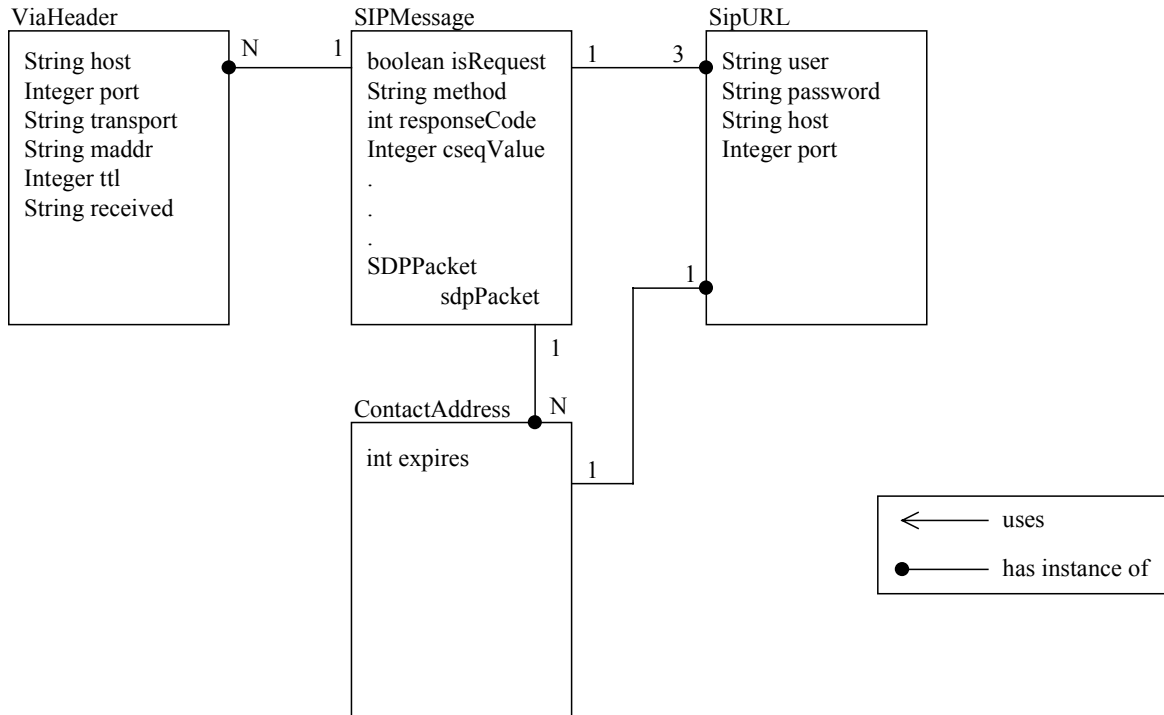 ViaHeader
String host
Integer port
String transport
String maddr
Integer ttl
String received
N
1
SIPMessage
boolean isRequest
String method
int responseCode
Integer cseqValue
.
.
.
SDPPacket
sdpPacket
1
3
SipURL
String user
String password
String host
Integer port
1
1
N
ContactAddress
int expires
1
uses
has instance of